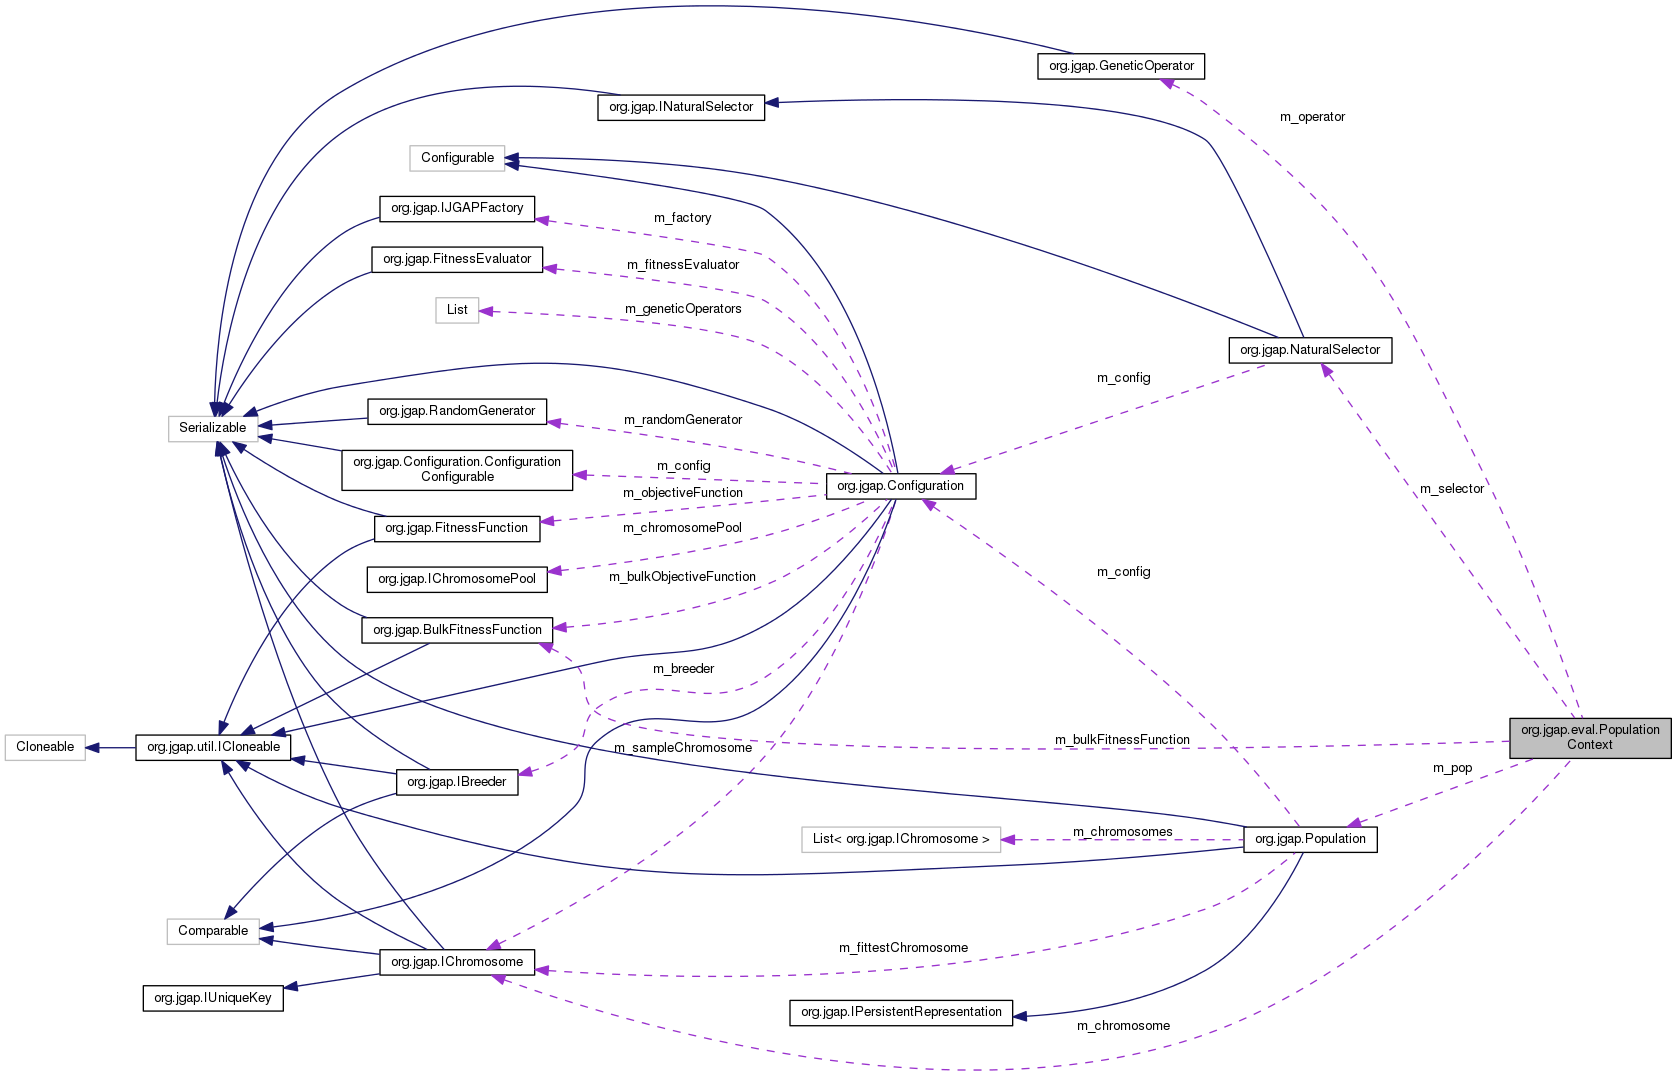 org.jgap.GeneticOperator
org.jgap.INaturalSelector
m_operator
Configurable
org.jgap.IJGAPFactory
m_factory
org.jgap.FitnessEvaluator
m_fitnessEvaluator
List
m_geneticOperators
org.jgap.NaturalSelector
m_config
org.jgap.RandomGenerator
m_randomGenerator
Serializable
org.jgap.Configuration.Configuration
Configurable
m_config
org.jgap.Configuration
m_selector
m_objectiveFunction
org.jgap.FitnessFunction
m_chromosomePool
org.jgap.IChromosomePool
m_bulkObjectiveFunction
m_config
org.jgap.BulkFitnessFunction
m_breeder
org.jgap.eval.Population
Context
m_bulkFitnessFunction
Cloneable
org.jgap.util.ICloneable
m_sampleChromosome
m_pop
org.jgap.IBreeder
List< org.jgap.IChromosome >
m_chromosomes
org.jgap.Population
Comparable
m_fittestChromosome
org.jgap.IChromosome
org.jgap.IUniqueKey
org.jgap.IPersistentRepresentation
m_chromosome